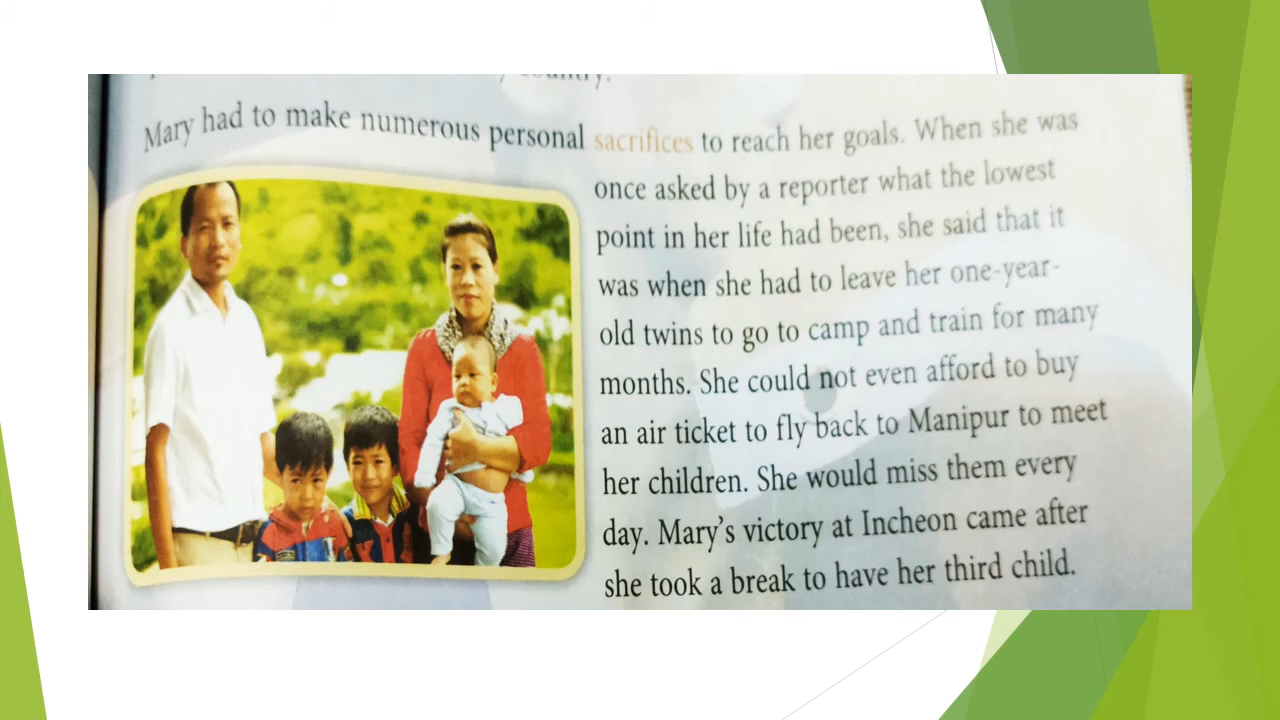 country.
Mary had to make numerous personal sacrifices to reach her goals. When she was
once asked by a reporter what the lowest
point in her life had been, she said that it
was when she had to leave her one-year-
old twins to go to camp and train for many
months. She could not even afford to buy
an air ticket to fly back to Manipur to meet
her children. She would miss them every
day. Mary's victory at Incheon came after
she took a break to have her third child.